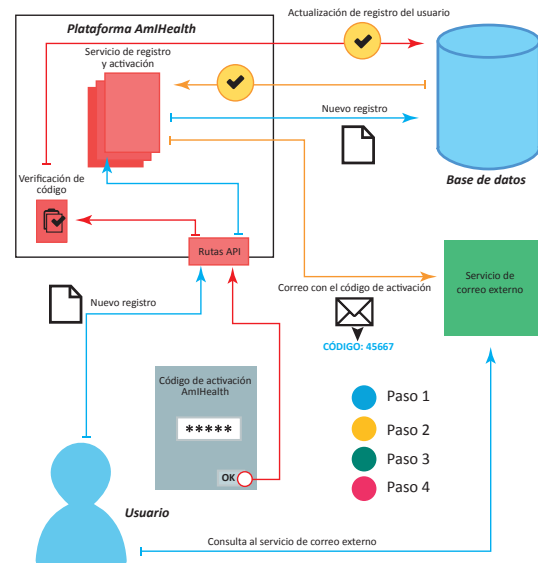 Plataforma AmIHealth
Actualización de registro del usuario
Servicio de registro
y activación
Nuevo registro
Base de datos
Verificación de
código
Rutas API
Servicio de
correo externo
Nuevo registro
Correo con el código de activación
CÓDIGO: 45667
Código de activación
AmIHealth
*****
OK
Paso 1
Paso 2
Paso 3
Paso 4
Usuario
Consulta al servicio de correo externo